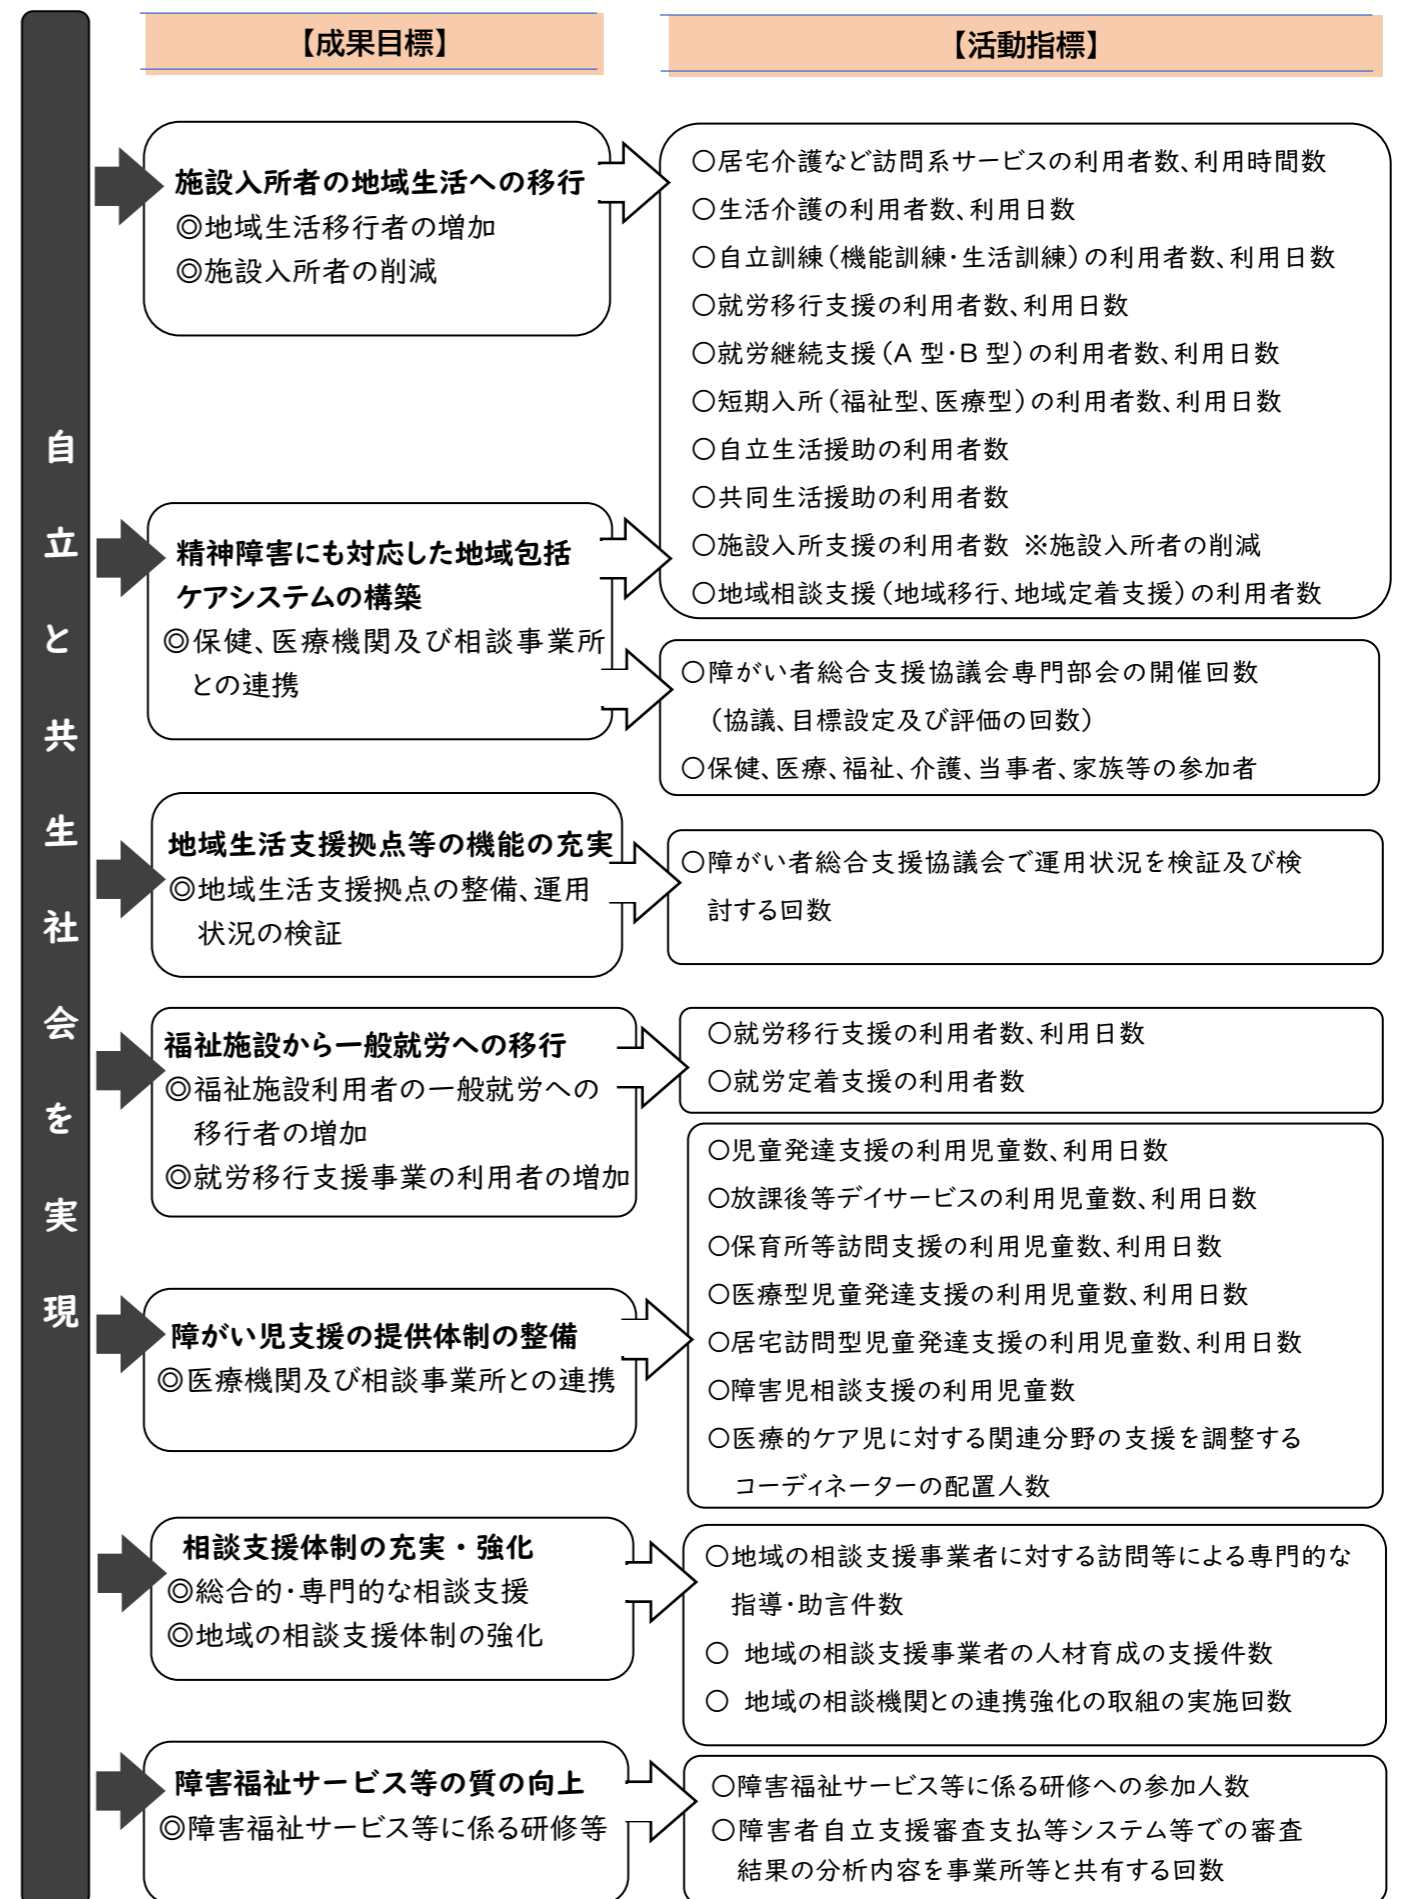 自立と共生社会を実現
【成果目標】
【活動指標】
施設入所者の地域生活への移行
◎地域生活移行者の増加
◎施設入所者の削減
○居宅介護など訪問系サービスの利用者数、利用時間数
○生活介護の利用者数、利用日数
○自立訓練(機能訓練・生活訓練)の利用者数、利用日数
○就労移行支援の利用者数、利用日数
○就労継続支援(A型・B型)の利用者数、利用日数
○短期入所(福祉型、医療型)の利用者数、利用日数
○自立生活援助の利用者数
○共同生活援助の利用者数
○施設入所支援の利用者数 ※施設入所者の削減
○地域相談支援(地域移行、地域定着支援)の利用者数
精神障害にも対応した地域包括
ケアシステムの構築
◎保健、医療機関及び相談事業所
との連携
○障がい者総合支援協議会専門部会の開催回数
(協議、目標設定及び評価の回数)
○保健、医療、福祉、介護、当事者、家族等の参加者
地域生活支援拠点等の機能の充実
◎地域生活支援拠点の整備、運用
状況の検証
○障がい者総合支援協議会で運用状況を検証及び検
討する回数
福祉施設から一般就労への移行
◎福祉施設利用者の一般就労への
移行者の増加
◎就労移行支援事業の利用者の増加
○就労移行支援の利用者数、利用日数
○就労定着支援の利用者数
障がい児支援の提供体制の整備
◎医療機関及び相談事業所との連携
○児童発達支援の利用児童数、利用日数
○放課後等デイサービスの利用児童数、利用日数
○保育所等訪問支援の利用児童数、利用日数
○医療型児童発達支援の利用児童数、利用日数
○居宅訪問型児童発達支援の利用児童数、利用日数
○障害児相談支援の利用児童数
○医療的ケア児に対する関連分野の支援を調整する
コーディネーターの配置人数
相談支援体制の充実・強化
◎総合的・専門的な相談支援
◎地域の相談支援体制の強化
○地域の相談支援事業者に対する訪問等による専門的な
指導・助言件数
○ 地域の相談支援事業者の人材育成の支援件数
○ 地域の相談機関との連携強化の取組の実施回数
障害福祉サービス等の質の向上
◎障害福祉サービス等に係る研修等
○障害福祉サービス等に係る研修への参加人数
○障害者自立支援審査支払等システム等での審査
結果の分析内容を事業所等と共有する回数